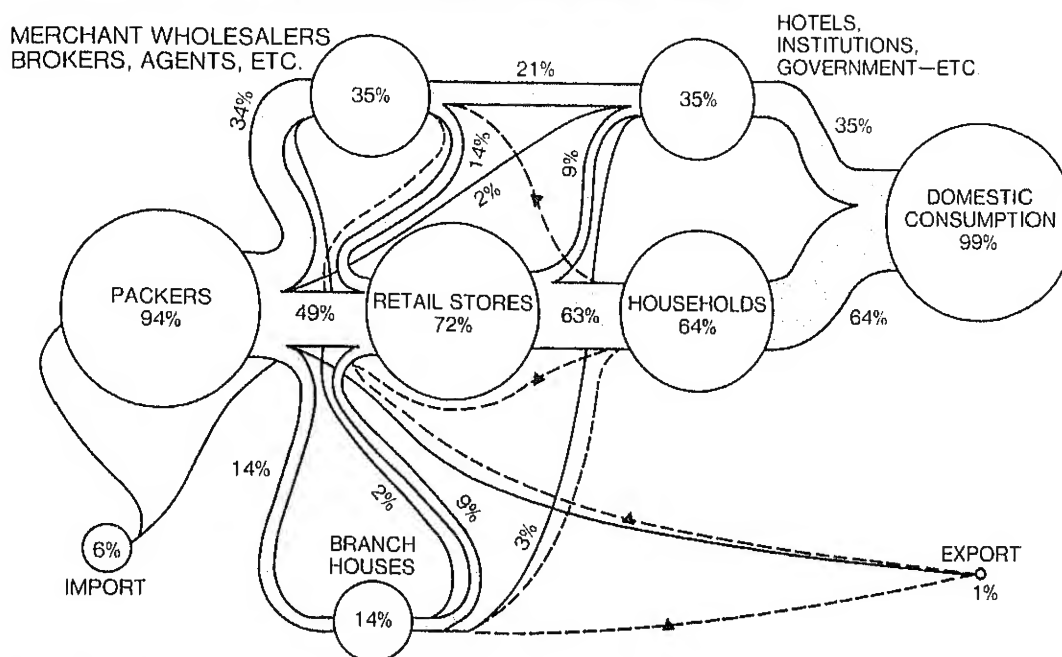 MERCHANT WHOLESALERS
BROKERS, AGENTS, ETC.
35%
21%
35%
HOTELS,
INSTITUTIONS,
GOVERNMENT—ETC.
34%
14%
2%
9%
35%
DOMESTIC
CONSUMPTION
99%
PACKERS
94%
49%
RETAIL STORES
72%
63%
HOUSEHOLDS
64%
64%
14%
2%
9%
3%
6%
IMPORT
BRANCH
HOUSES
14%
EXPORT
1%